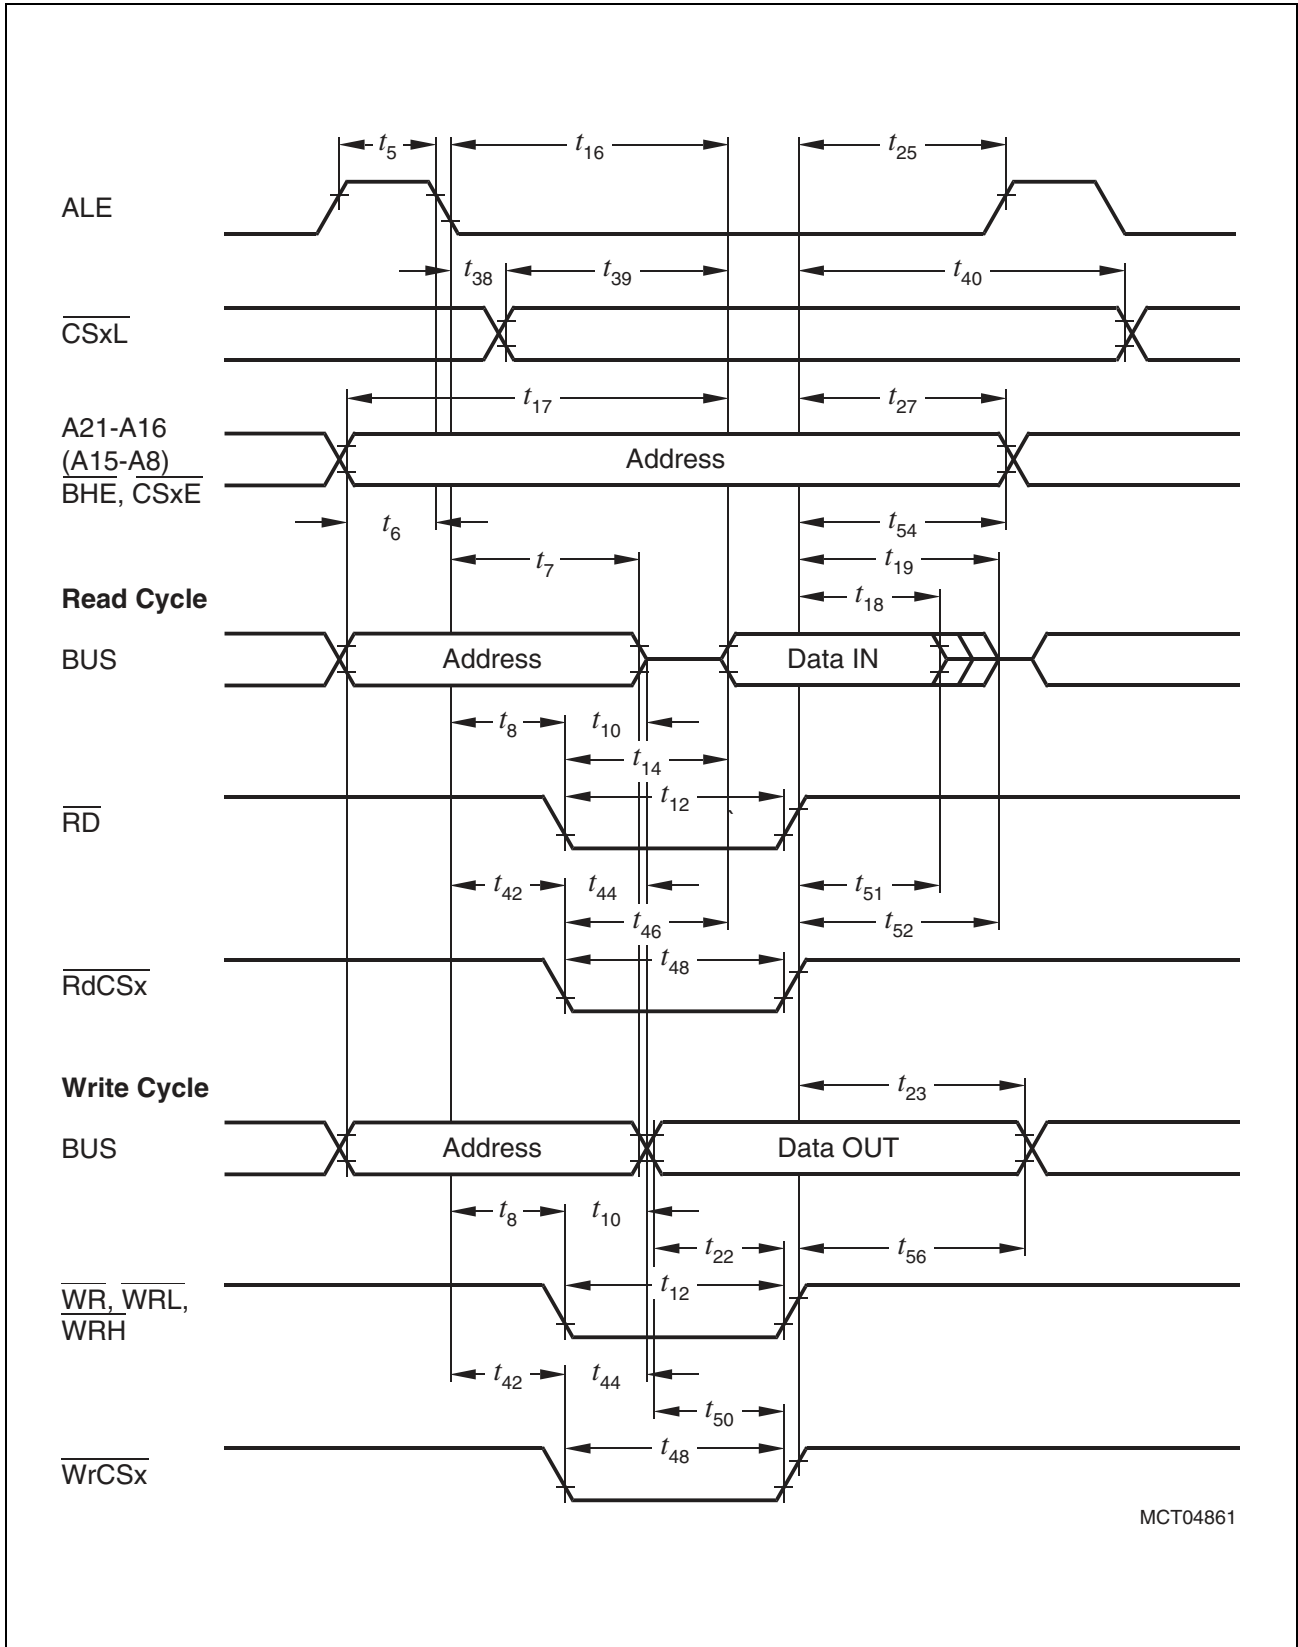 t5 t16 t25
ALE
t38 t39 t40
CSxL
t17 t27
A21-A16
(A15-A8)
BHE, CSxE
Address
t6 t54
t7 t19
Read Cycle
t18
BUS Address Data IN
t8 t10
t14
t12
RD
t42 t44 t51
t46 t52
t48
RdCSx
Write Cycle
t23
BUS Address Data OUT
t8 t10
t22 t56
t12
WR, WRL,
WRH
t42 t44
t50
t48
WrCSx
MCT04861